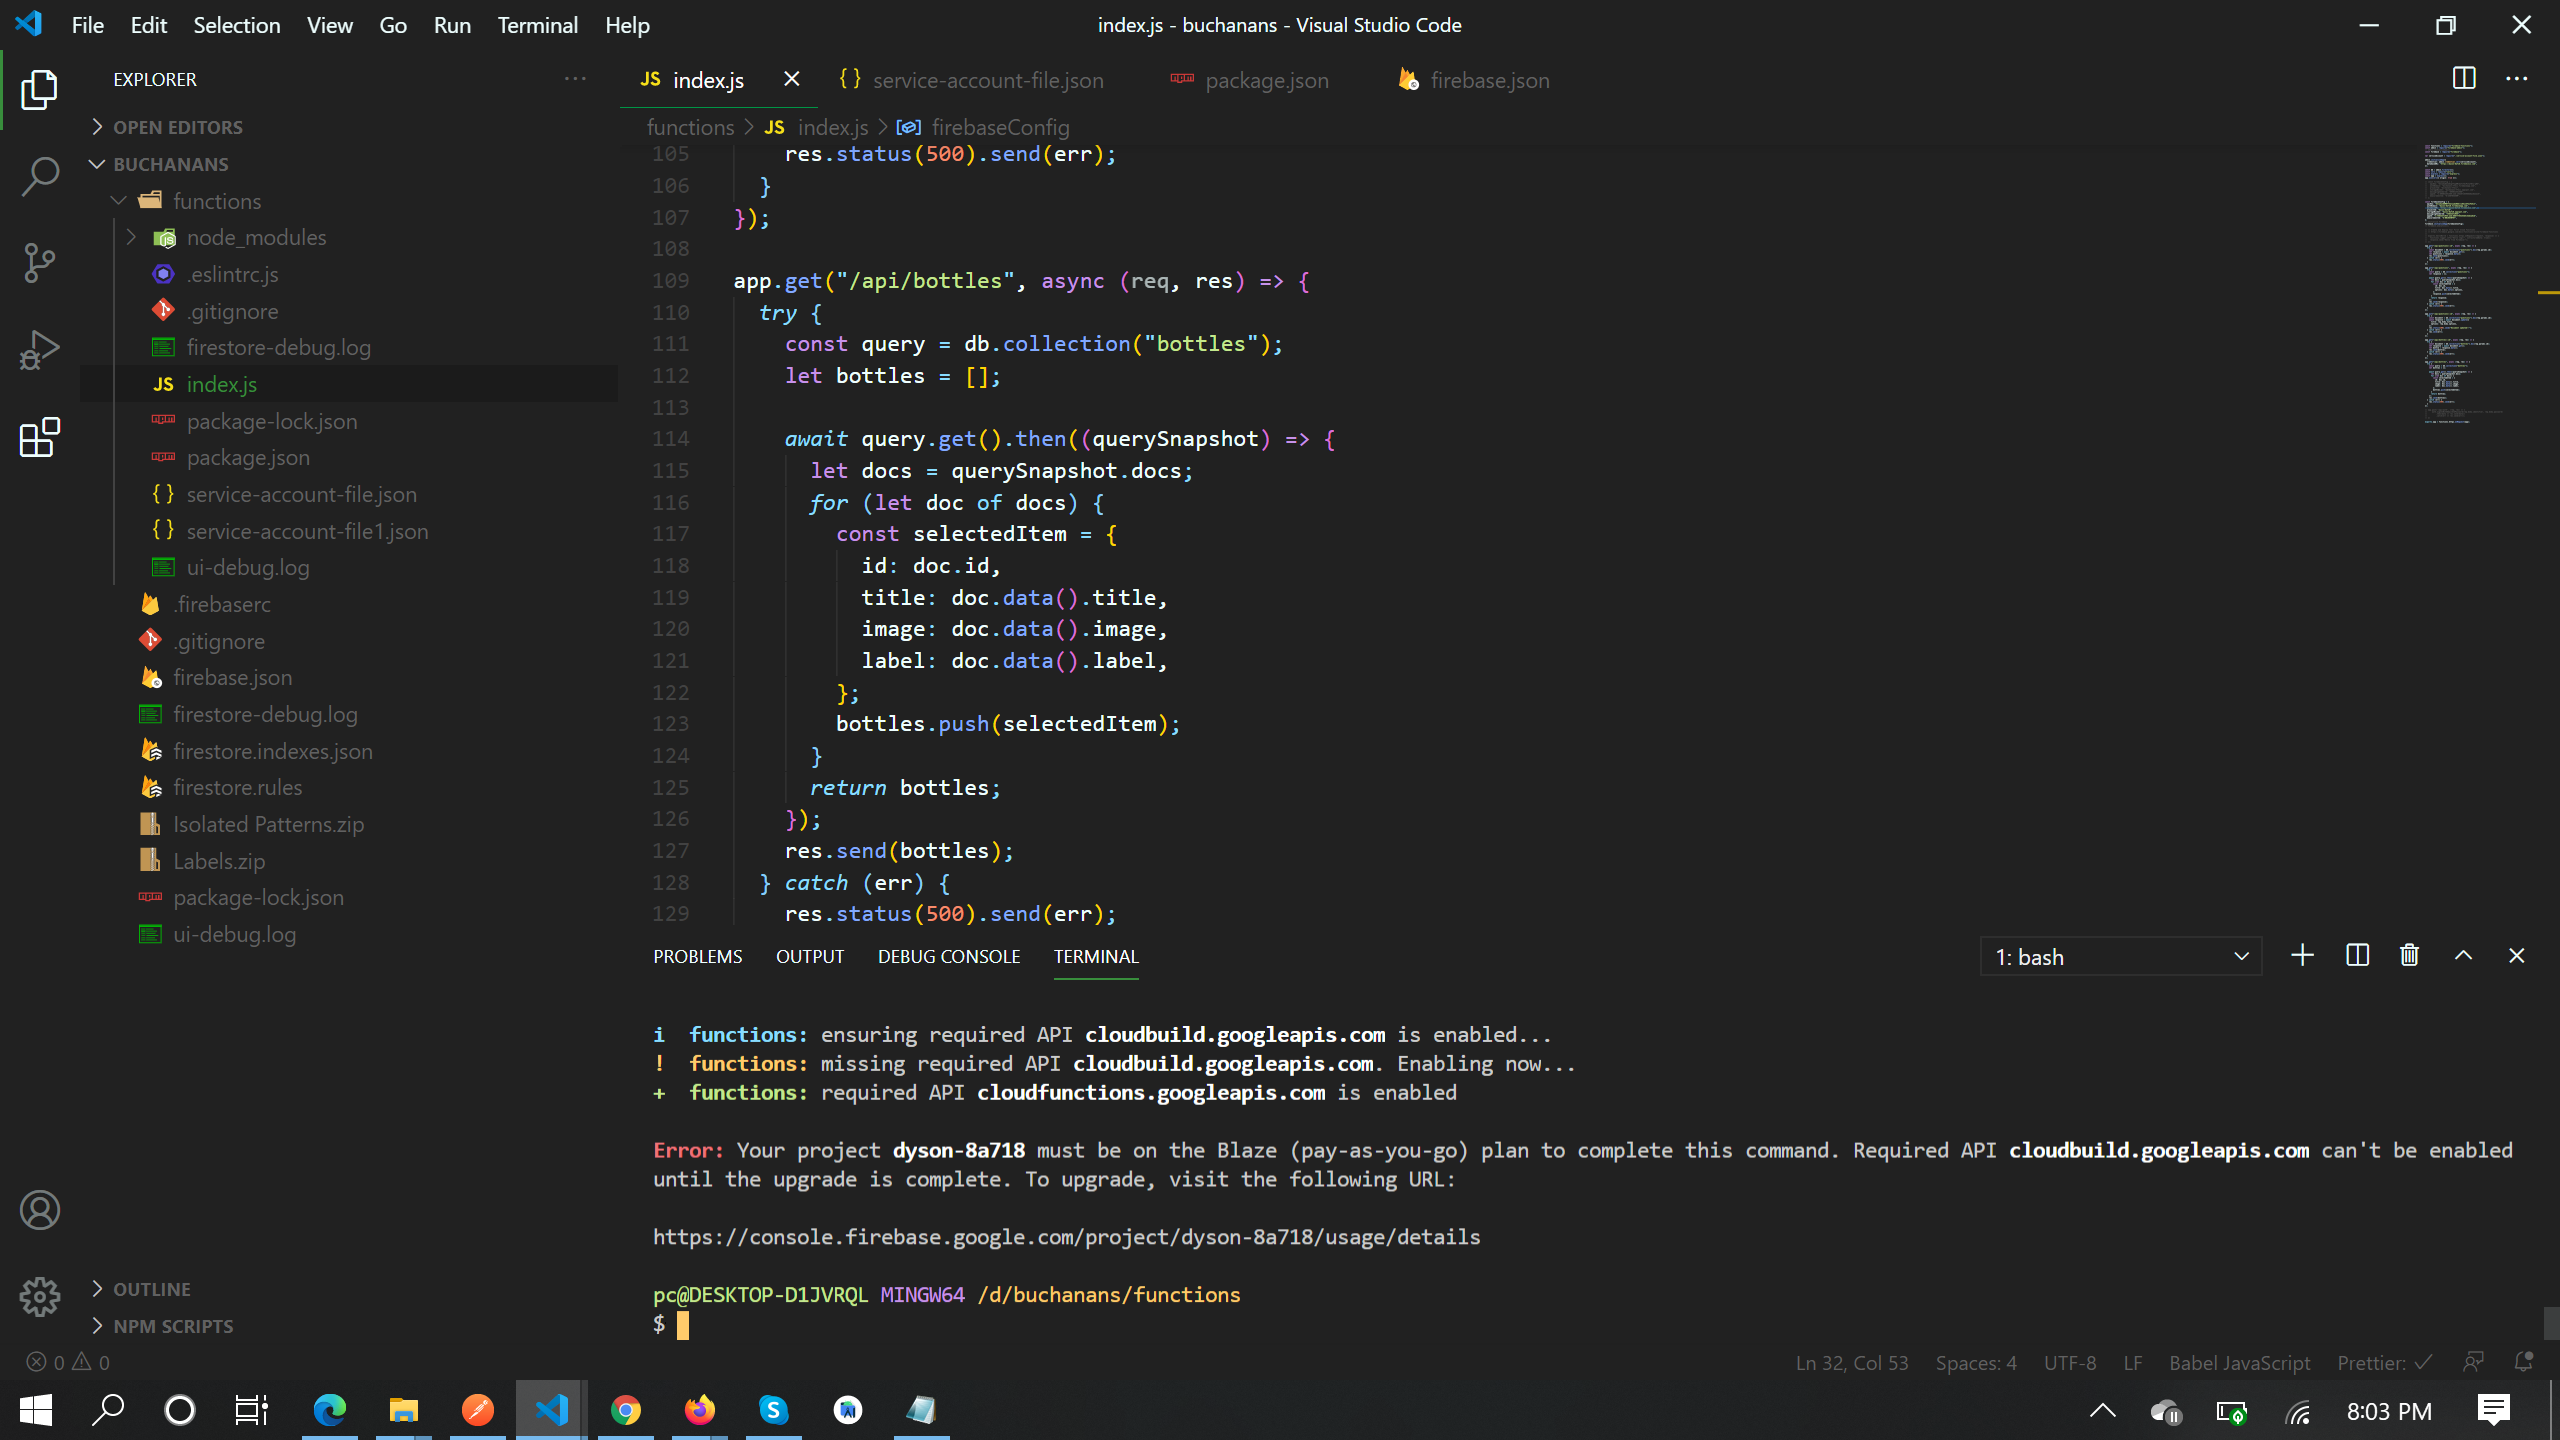 File Edit Selection View Go Run Terminal Help
index.js - buchanans - Visual Studio Code
EXPLORER
OPEN EDITORS
BUCHANANS
functions
node_modules
.eslintrc.js
.gitignore
firestore-debug.log
JS index.js
package-lock.json
package.json
{} service-account-file.json
{} service-account-file1.json
ui-debug.log
.firebaserc
.gitignore
firebase.json
firestore-debug.log
firestore.indexes.json
firestore.rules
Isolated Patterns.zip
Labels.zip
package-lock.json
ui-debug.log
OUTLINE
NPM SCRIPTS
JS index.js {} service-account-file.json package.json firebase.json
functions > JS index.js > firebaseConfig
105 res.status(500).send(err);
106 }
107 });
108
109 app.get("/api/bottles", async (req, res) => {
110 try {
111 const query = db.collection("bottles");
112 let bottles = [];
113
114 await query.get().then((querySnapshot) => {
115 let docs = querySnapshot.docs;
116 for (let doc of docs) {
117 const selectedItem = {
118 id: doc.id,
119 title: doc.data().title,
120 image: doc.data().image,
121 label: doc.data().label,
122 };
123 bottles.push(selectedItem);
124 }
125 return bottles;
126 });
127 res.send(bottles);
128 } catch (err) {
129 res.status(500).send(err);
PROBLEMS OUTPUT DEBUG CONSOLE TERMINAL
1: bash
i functions: ensuring required API cloudbuild.googleapis.com is enabled...
! functions: missing required API cloudbuild.googleapis.com. Enabling now...
+ functions: required API cloudfunctions.googleapis.com is enabled
Error: Your project dyson-8a718 must be on the Blaze (pay-as-you-go) plan to complete this command. Required API cloudbuild.googleapis.com can't be enabled
until the upgrade is complete. To upgrade, visit the following URL:
https://console.firebase.google.com/project/dyson-8a718/usage/details
pc@DESKTOP-D1JVRQL MINGW64 /d/buchanans/functions
$
0 0
Ln 32, Col 53 Spaces: 4 UTF-8 LF Babel JavaScript Prettier: ✓
8:03 PM